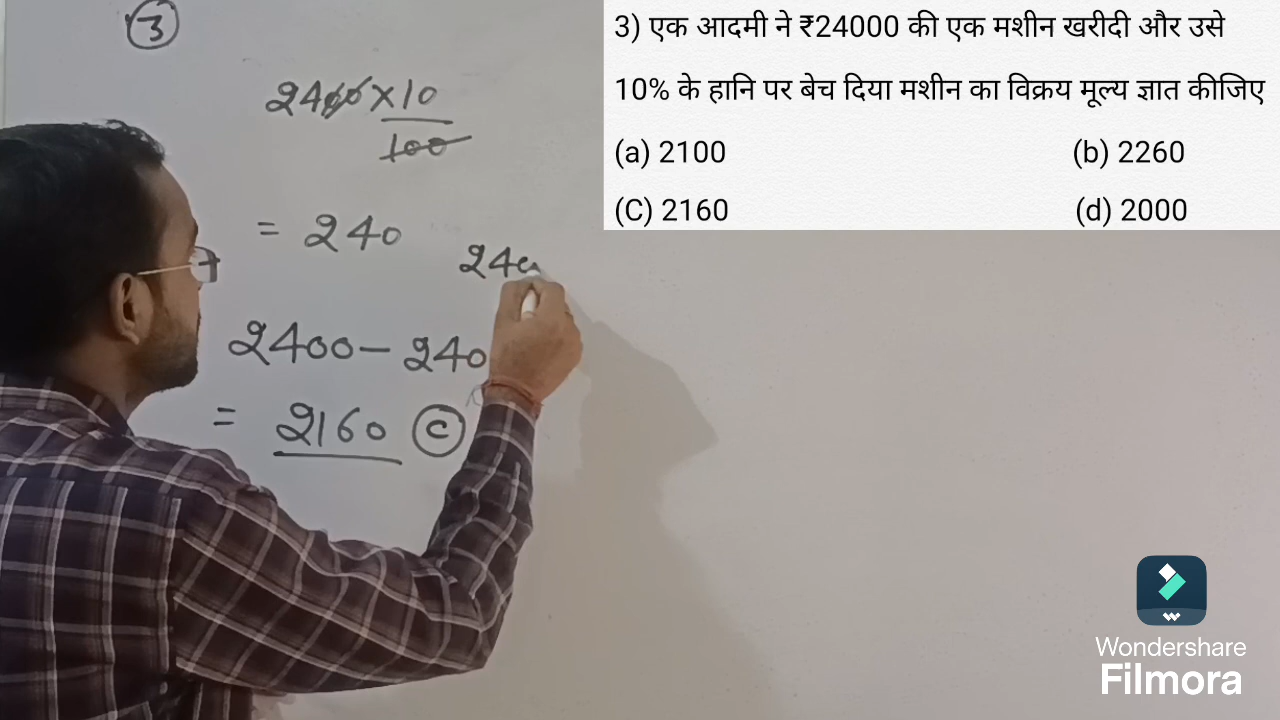 3
2400 x 10
100
= 240
240
2400 - 240
= 2160 C
3) एक आदमी ने ₹24000 की एक मशीन खरीदी और उसे
10% के हानि पर बेच दिया मशीन का विक्रय मूल्य ज्ञात कीजिए
(a) 2100 (b) 2260
(C) 2160 (d) 2000
Wondershare
Filmora